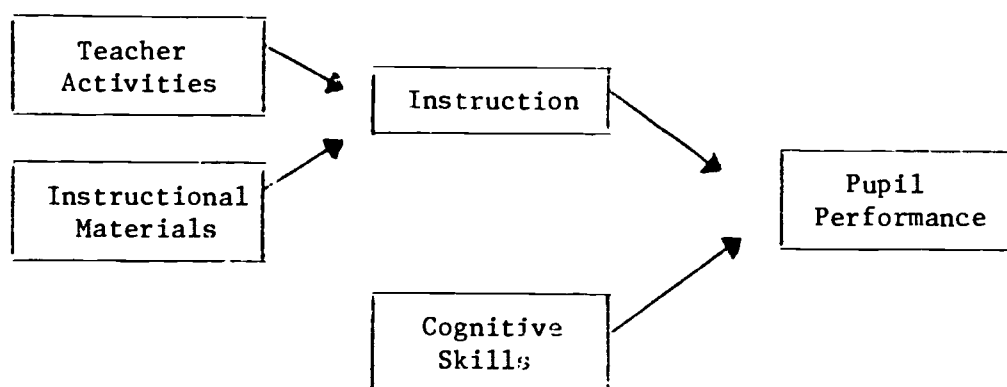 Teacher
Activities
Instructional
Materials
Instruction
Cognitive
Skills
Pupil
Performance